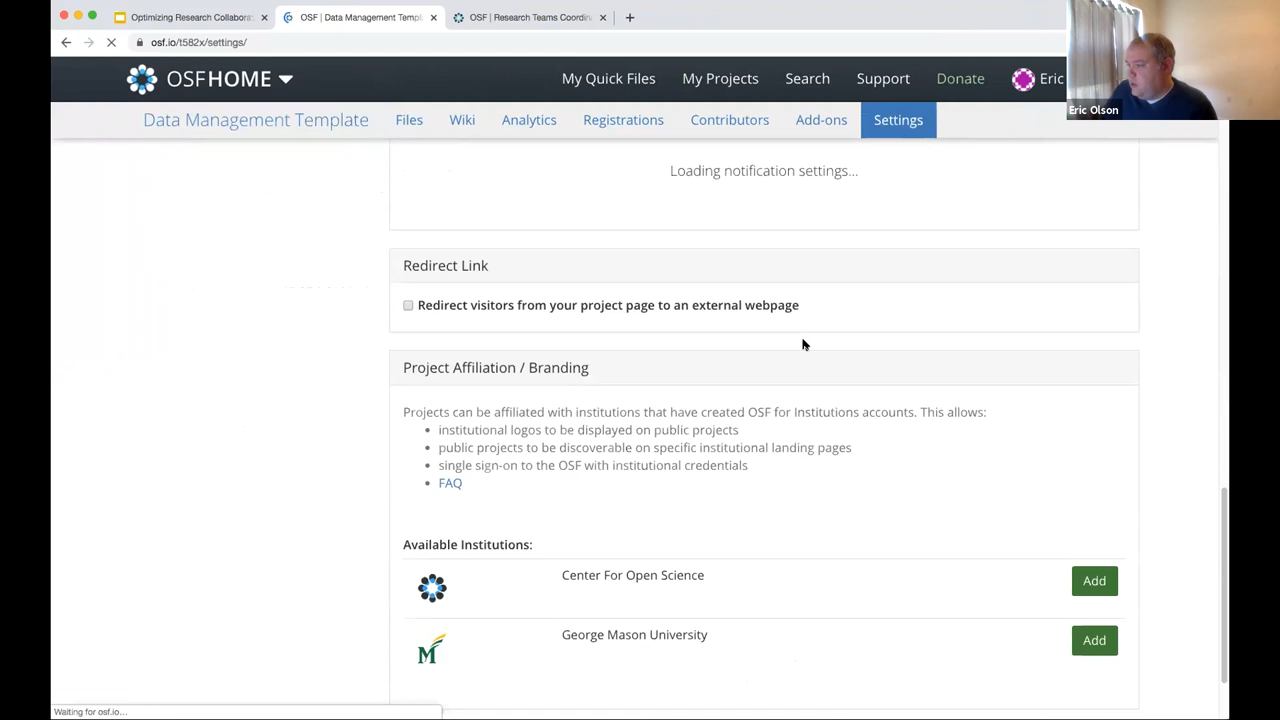 Optimizing Research Collabora
OSF | Data Management Templ
OSF | Research Teams Coordin
osf.io/t582x/settings/
OSFHOME
My Quick Files
My Projects
Search
Support
Donate
Eric
Eric Olson
Data Management Template
Files
Wiki
Analytics
Registrations
Contributors
Add-ons
Settings
Loading notification settings...
Redirect Link
Redirect visitors from your project page to an external webpage
Project Affiliation / Branding
Projects can be affiliated with institutions that have created OSF for Institutions accounts. This allows:
• institutional logos to be displayed on public projects
• public projects to be discoverable on specific institutional landing pages
• single sign-on to the OSF with institutional credentials
• FAQ
Available Institutions:
Center For Open Science
Add
M
George Mason University
Add
Waiting for osf.io...